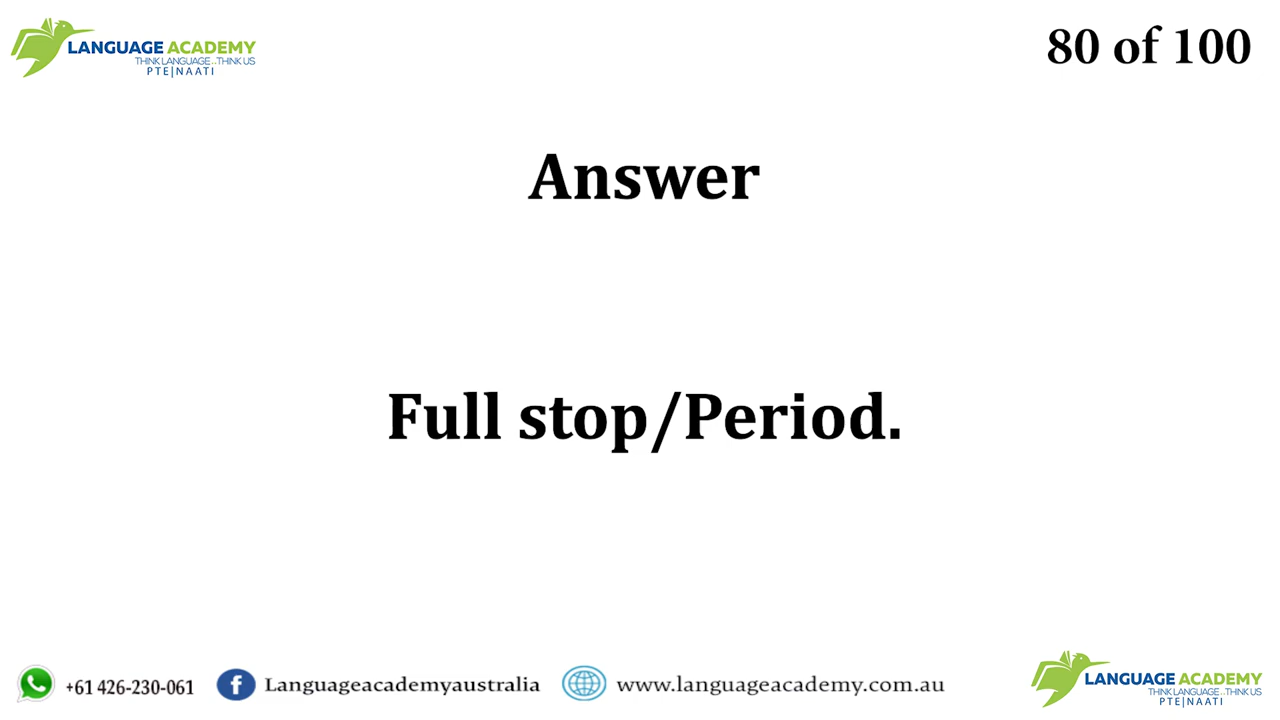 LANGUAGE ACADEMY
THINK LANGUAGE...THINK US
PTE|NAATI
80 of 100
Answer
Full stop/Period.
+61 426-230-061
Languageacademyaustralia
www.languageacademy.com.au
LANGUAGE ACADEMY
THINK LANGUAGE...THINK US
PTE|NAATI